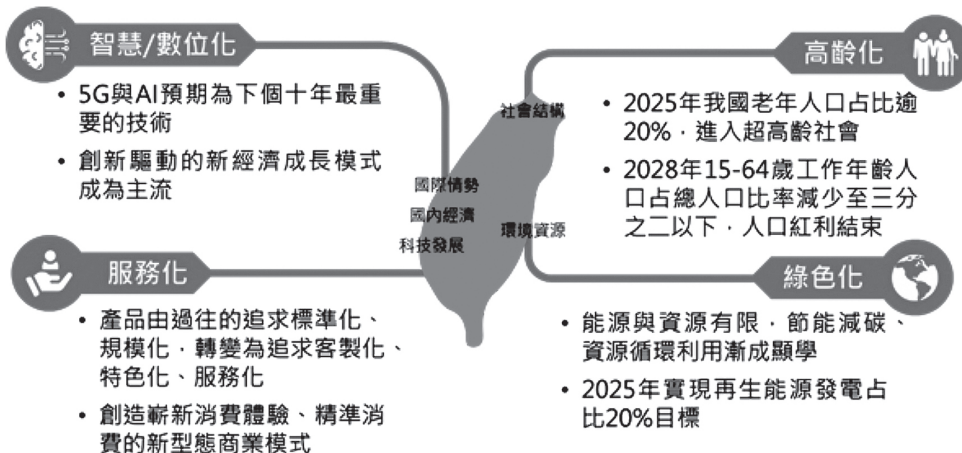 智慧/數位化
• 5G與AI預期為下個十年最重
要的技術
• 創新驅動的新經濟成長模式
成為主流
服務化
• 產品由過往的追求標準化、
規模化，轉變為追求客製化、
特色化、服務化
• 創造嶄新消費體驗、精準消
費的新型態商業模式
國際情勢
國內經濟
科技發展
社會結構
環境資源
高齡化
• 2025年我國老年人口占比逾
20%，進入超高齡社會
• 2028年15-64歲工作年齡人
口占總人口比率減少至三分
之二以下，人口紅利結束
綠色化
• 能源與資源有限，節能減碳、
資源循環利用漸成顯學
• 2025年實現再生能源發電占
比20%目標